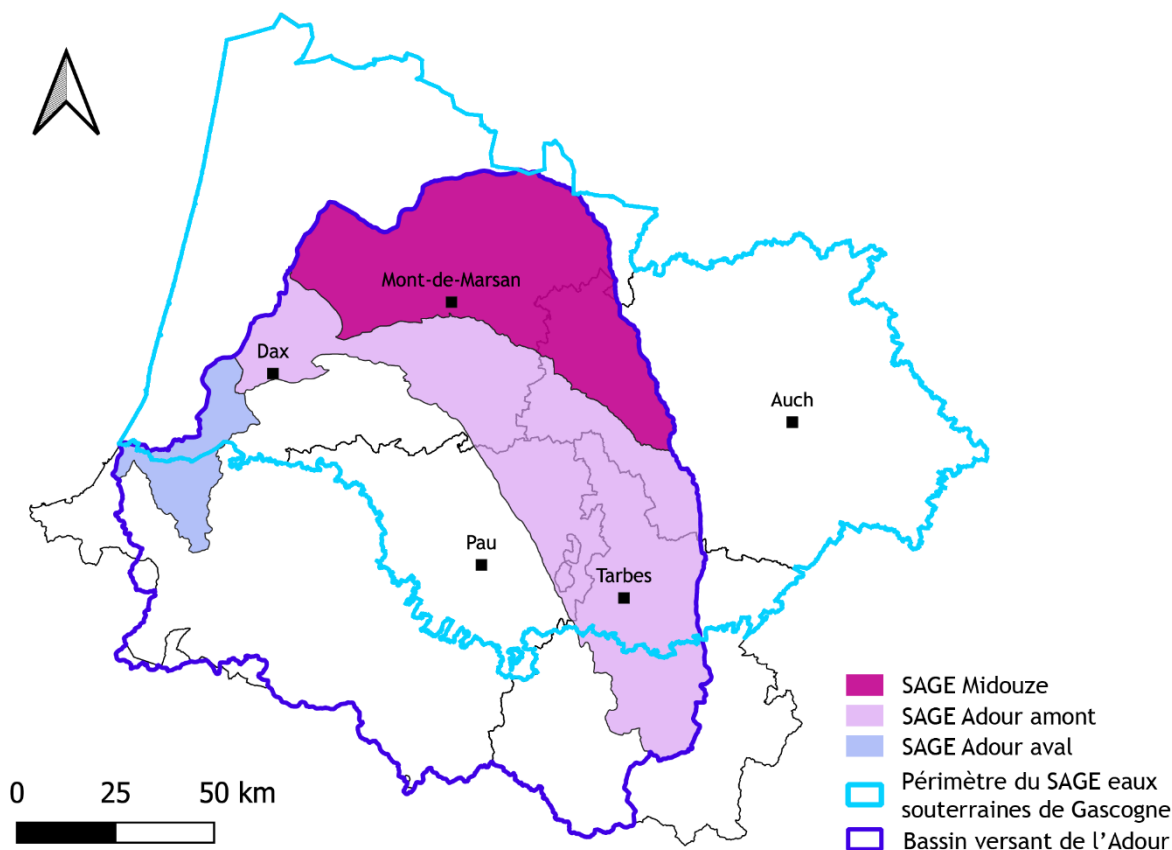 Mont-de-Marsan
Dax
Auch
Pau
Tarbes
SAGE Midouze
SAGE Adour amont
SAGE Adour aval
Périmètre du SAGE eaux
souterraines de Gascogne
Bassin versant de l'Adour
0 25 50 km